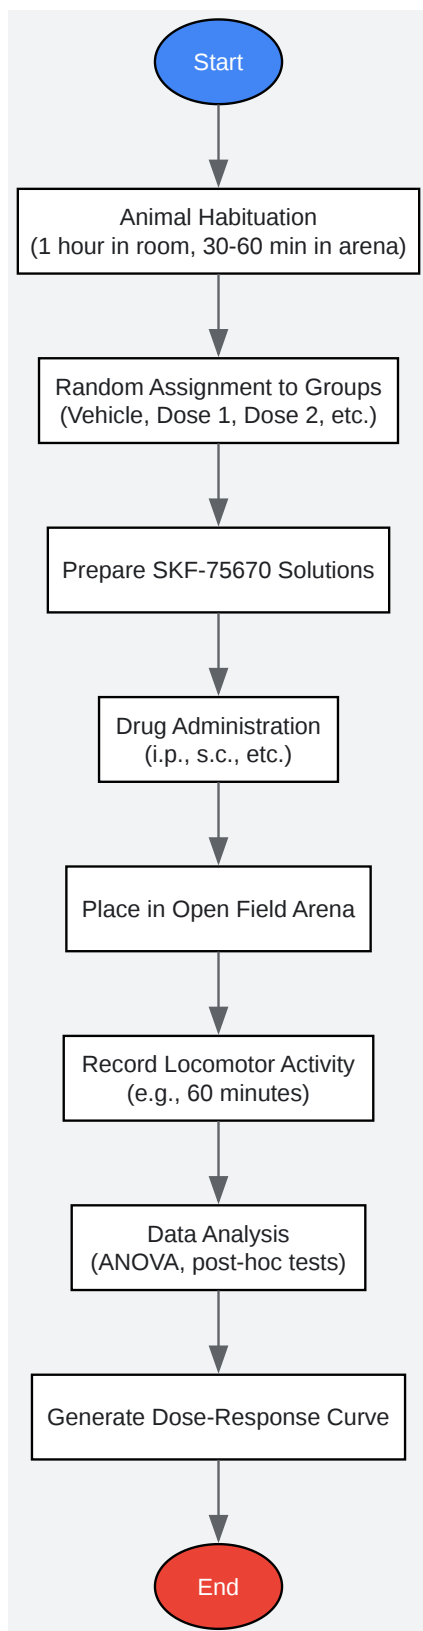 Start
Animal Habituation
(1 hour in room, 30-60 min in arena)
Random Assignment to Groups
(Vehicle, Dose 1, Dose 2, etc.)
Prepare SKF-75670 Solutions
Drug Administration
(i.p., s.c., etc.)
Place in Open Field Arena
Record Locomotor Activity
(e.g., 60 minutes)
Data Analysis
(ANOVA, post-hoc tests)
Generate Dose-Response Curve
End